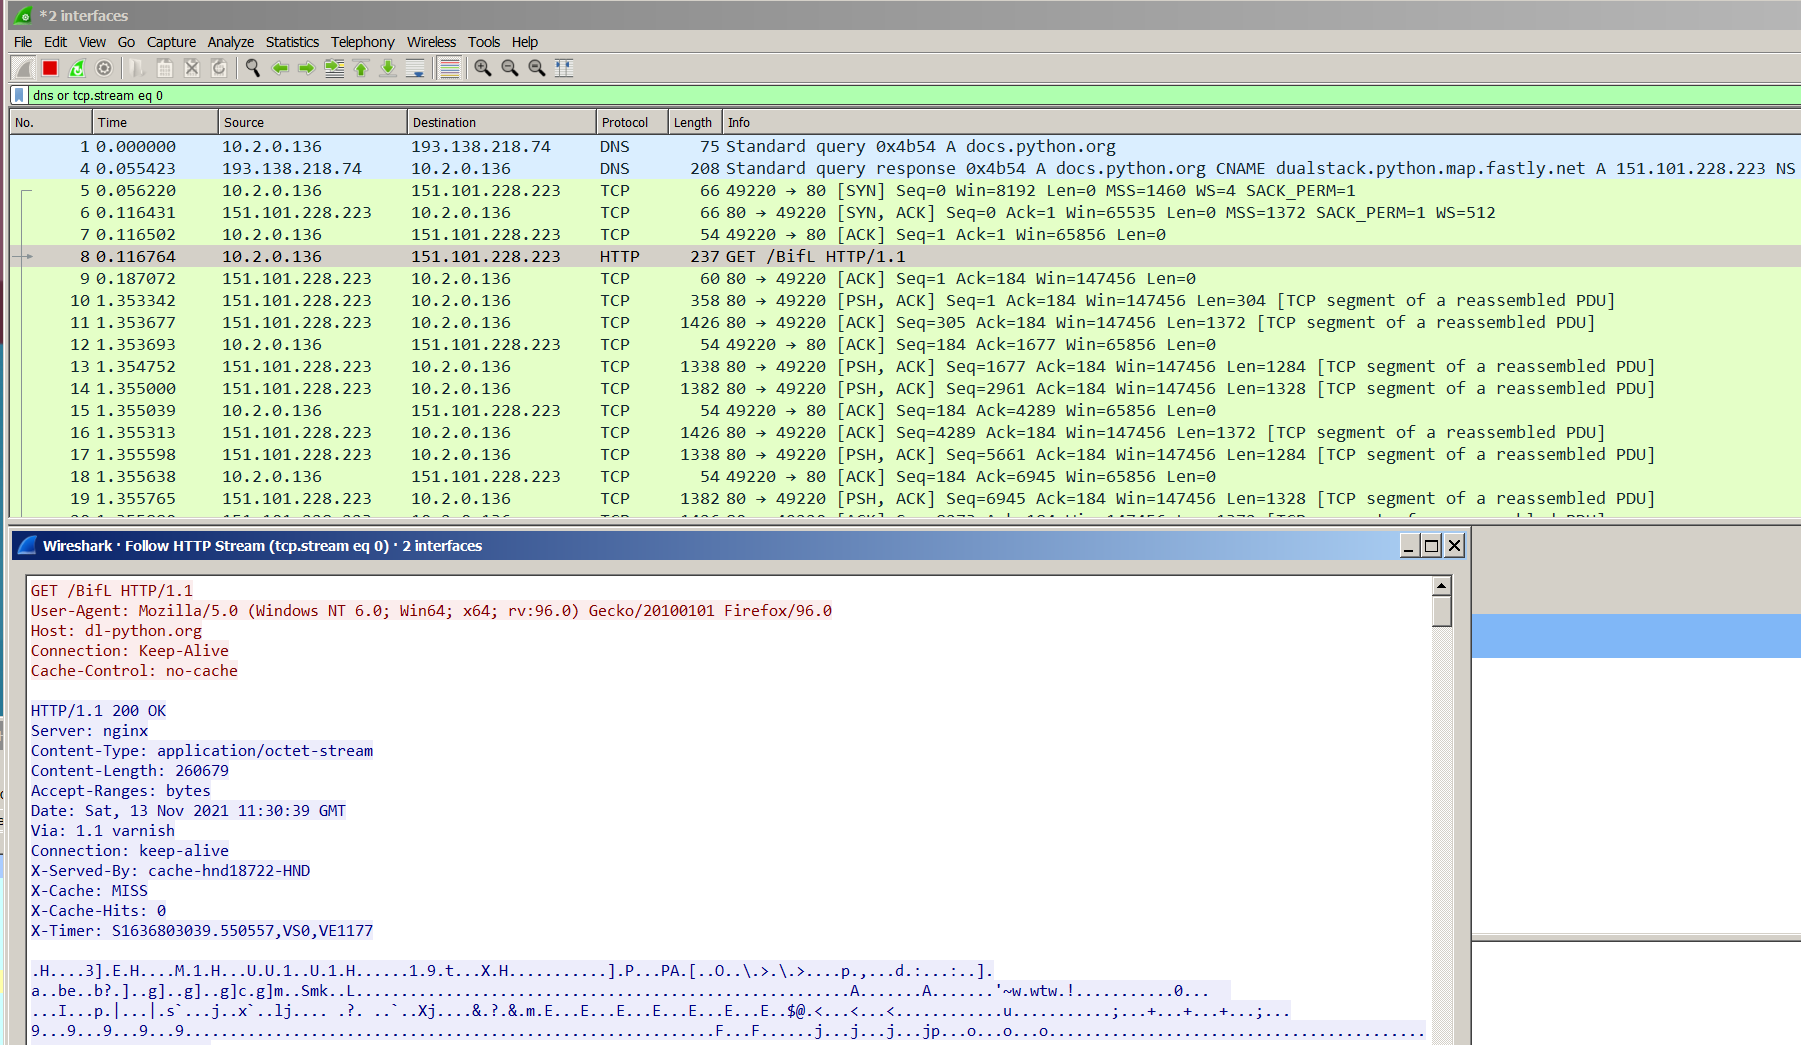 *2 interfaces
File Edit View Go Capture Analyze Statistics Telephony Wireless Tools Help
dns or tcp.stream eq 0
No. Time Source Destination Protocol Length Info
1 0.000000 10.2.0.136 193.138.218.74 DNS 75 Standard query 0x4b54 A docs.python.org
4 0.055423 193.138.218.74 10.2.0.136 DNS 208 Standard query response 0x4b54 A docs.python.org CNAME dualstack.python.map.fastly.net A 151.101.228.223 NS
5 0.056220 10.2.0.136 151.101.228.223 TCP 66 49220 → 80 [SYN] Seq=0 Win=8192 Len=0 MSS=1460 WS=4 SACK_PERM=1
6 0.116431 151.101.228.223 10.2.0.136 TCP 66 80 → 49220 [SYN, ACK] Seq=0 Ack=1 Win=65535 Len=0 MSS=1372 SACK_PERM=1 WS=512
7 0.116502 10.2.0.136 151.101.228.223 TCP 54 49220 → 80 [ACK] Seq=1 Ack=1 Win=65856 Len=0
8 0.116764 10.2.0.136 151.101.228.223 HTTP 237 GET /BifL HTTP/1.1
9 0.187072 151.101.228.223 10.2.0.136 TCP 60 80 → 49220 [ACK] Seq=1 Ack=184 Win=147456 Len=0
10 1.353342 151.101.228.223 10.2.0.136 TCP 358 80 → 49220 [PSH, ACK] Seq=1 Ack=184 Win=147456 Len=304 [TCP segment of a reassembled PDU]
11 1.353677 151.101.228.223 10.2.0.136 TCP 1426 80 → 49220 [ACK] Seq=305 Ack=184 Win=147456 Len=1372 [TCP segment of a reassembled PDU]
12 1.353693 10.2.0.136 151.101.228.223 TCP 54 49220 → 80 [ACK] Seq=184 Ack=1677 Win=65856 Len=0
13 1.354752 151.101.228.223 10.2.0.136 TCP 1338 80 → 49220 [PSH, ACK] Seq=1677 Ack=184 Win=147456 Len=1284 [TCP segment of a reassembled PDU]
14 1.355000 151.101.228.223 10.2.0.136 TCP 1382 80 → 49220 [PSH, ACK] Seq=2961 Ack=184 Win=147456 Len=1328 [TCP segment of a reassembled PDU]
15 1.355039 10.2.0.136 151.101.228.223 TCP 54 49220 → 80 [ACK] Seq=184 Ack=4289 Win=65856 Len=0
16 1.355313 151.101.228.223 10.2.0.136 TCP 1426 80 → 49220 [ACK] Seq=4289 Ack=184 Win=147456 Len=1372 [TCP segment of a reassembled PDU]
17 1.355598 151.101.228.223 10.2.0.136 TCP 1338 80 → 49220 [PSH, ACK] Seq=5661 Ack=184 Win=147456 Len=1284 [TCP segment of a reassembled PDU]
18 1.355638 10.2.0.136 151.101.228.223 TCP 54 49220 → 80 [ACK] Seq=184 Ack=6945 Win=65856 Len=0
19 1.355765 151.101.228.223 10.2.0.136 TCP 1382 80 → 49220 [PSH, ACK] Seq=6945 Ack=184 Win=147456 Len=1328 [TCP segment of a reassembled PDU]
Wireshark · Follow HTTP Stream (tcp.stream eq 0) · 2 interfaces
GET /BifL HTTP/1.1
User-Agent: Mozilla/5.0 (Windows NT 6.0; Win64; x64; rv:96.0) Gecko/20100101 Firefox/96.0
Host: dl-python.org
Connection: Keep-Alive
Cache-Control: no-cache
HTTP/1.1 200 OK
Server: nginx
Content-Type: application/octet-stream
Content-Length: 260679
Accept-Ranges: bytes
Date: Sat, 13 Nov 2021 11:30:39 GMT
Via: 1.1 varnish
Connection: keep-alive
X-Served-By: cache-hnd18722-HND
X-Cache: MISS
X-Cache-Hits: 0
X-Timer: S1636803039.550557,VS0,VE1177
.H....3].E.H....M.1.H...U.U.1..U.1.H......1.9.t...X.H...........].P...PA.[..O..\.>.\.>....p.,...d.:...:..].